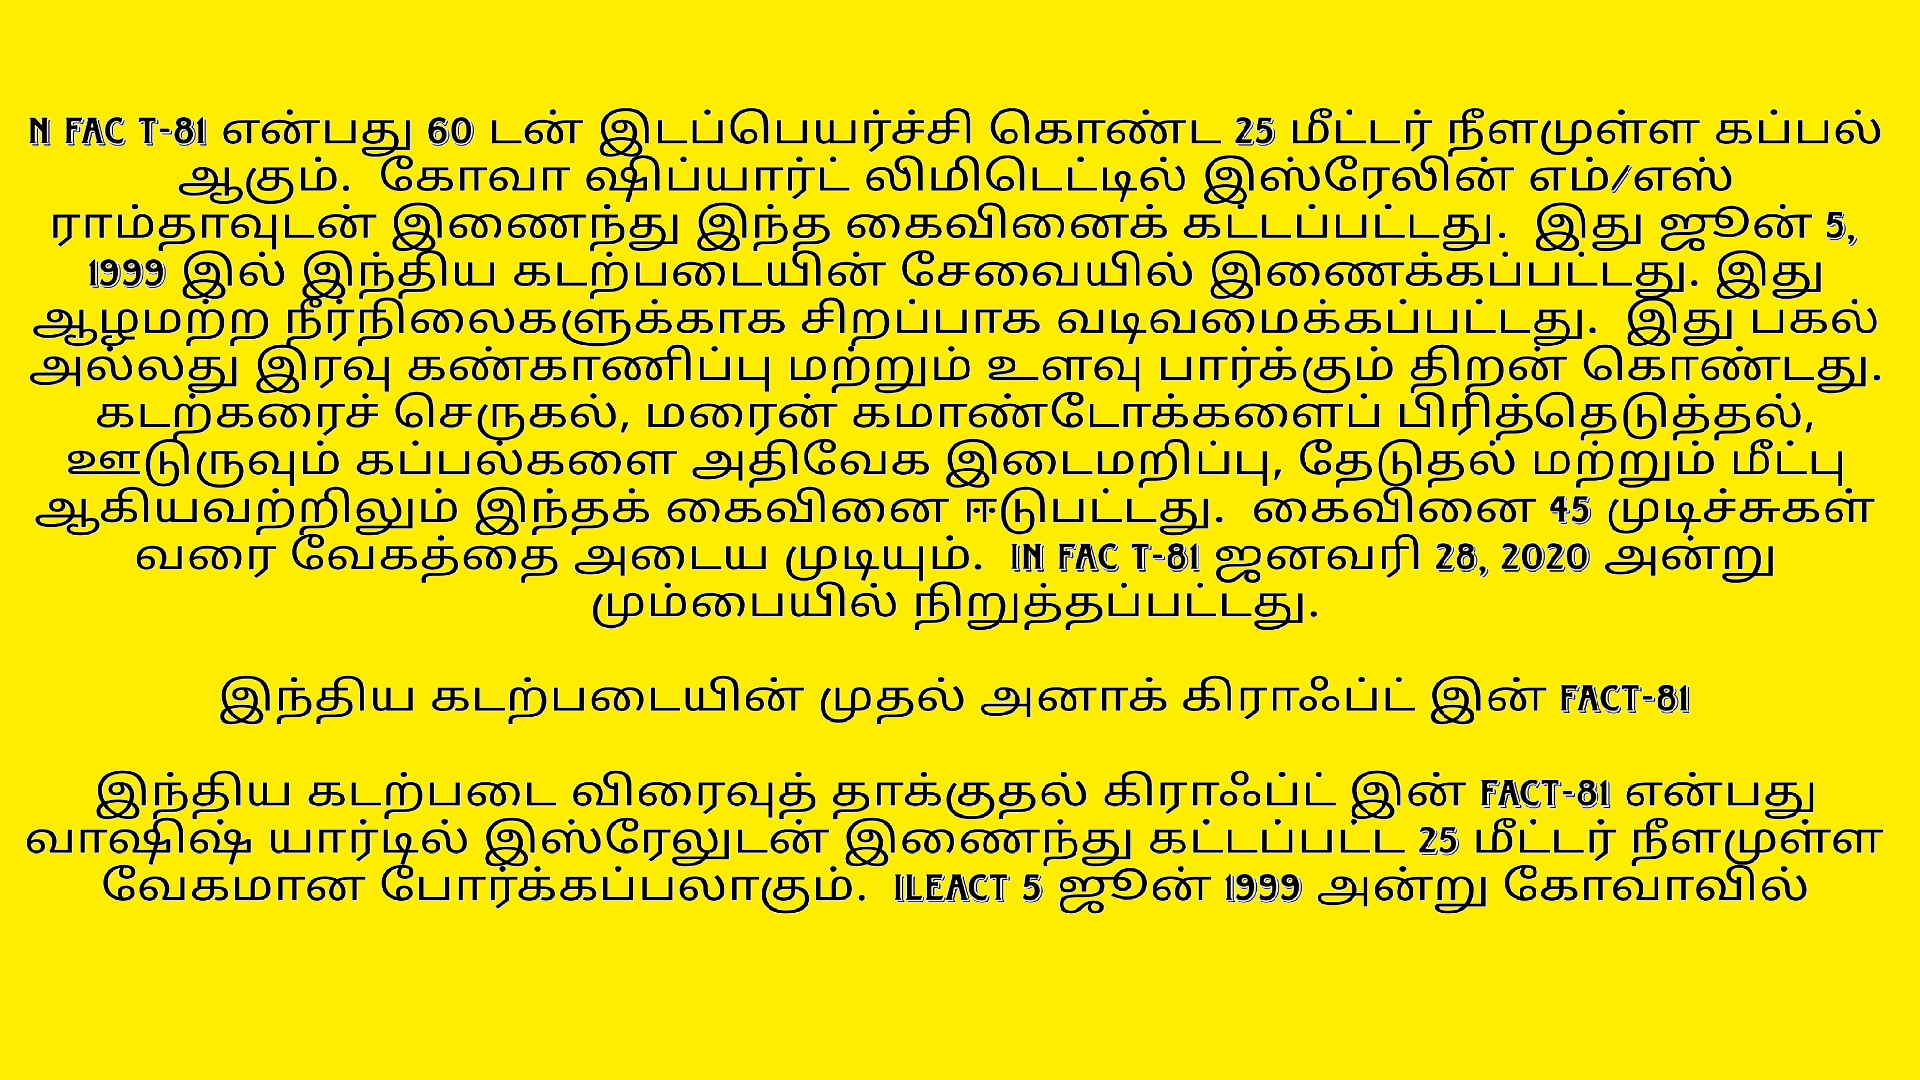 N FAC T-81 என்பது 60 டன் இடப்பெயர்ச்சி கொண்ட 25 மீட்டர் நீளமுள்ள கப்பல்
ஆகும். கோவா ஷிப்யார்ட் லிமிடெட்டில் இஸ்ரேலின் எம்/எஸ்
ராம்தாவுடன் இணைந்து இந்த கைவினைக் கட்டப்பட்டது. இது ஜூன் 5,
1999 இல் இந்திய கடற்படையின் சேவையில் இணைக்கப்பட்டது. இது
ஆழமற்ற நீர்நிலைகளுக்காக சிறப்பாக வடிவமைக்கப்பட்டது. இது பகல்
அல்லது இரவு கண்காணிப்பு மற்றும் உளவு பார்க்கும் திறன் கொண்டது.
கடற்கரைச் செருகல், மரைன் கமாண்டோக்களைப் பிரித்தெடுத்தல்,
ஊடுருவும் கப்பல்களை அதிவேக இடைமறிப்பு, தேடுதல் மற்றும் மீட்பு
ஆகியவற்றிலும் இந்தக் கைவினை ஈடுபட்டது. கைவினை 45 முடிச்சுகள்
வரை வேகத்தை அடைய முடியும். IN FAC T-81 ஜனவரி 28, 2020 அன்று
மும்பையில் நிறுத்தப்பட்டது.
இந்திய கடற்படையின் முதல் அனாக் கிராஃப்ட் இன் FACT-81
இந்திய கடற்படை விரைவுத் தாக்குதல் கிராஃப்ட் இன் FACT-81 என்பது
வாஷிஷ் யார்டில் இஸ்ரேலுடன் இணைந்து கட்டப்பட்ட 25 மீட்டர் நீளமுள்ள
வேகமான போர்க்கப்பலாகும். ILEACT 5 ஜூன் 1999 அன்று கோவாவில்